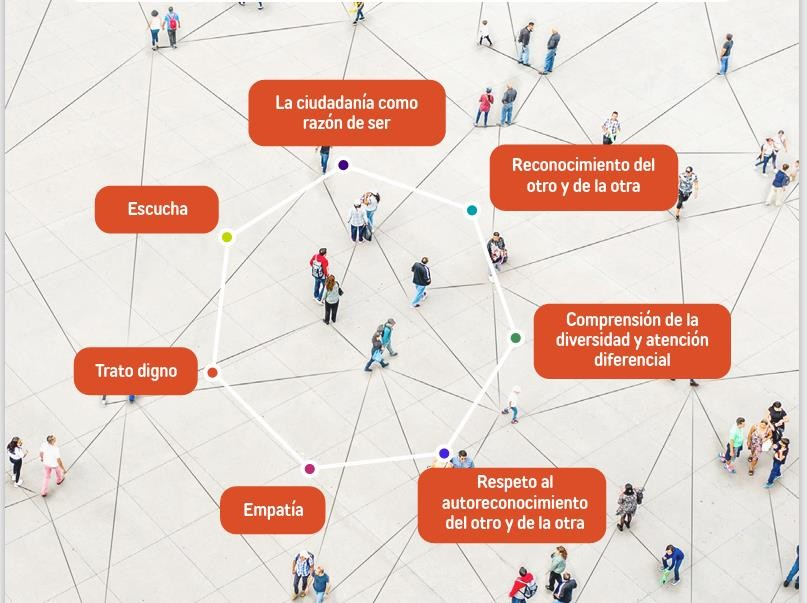 La ciudadanía como
razón de ser
Reconocimiento del
otro y de la otra
Escucha
Comprensión de la
diversidad y atención
diferencial
Trato digno
Respeto al
autoreconocimiento
del otro y de la otra
Empatía